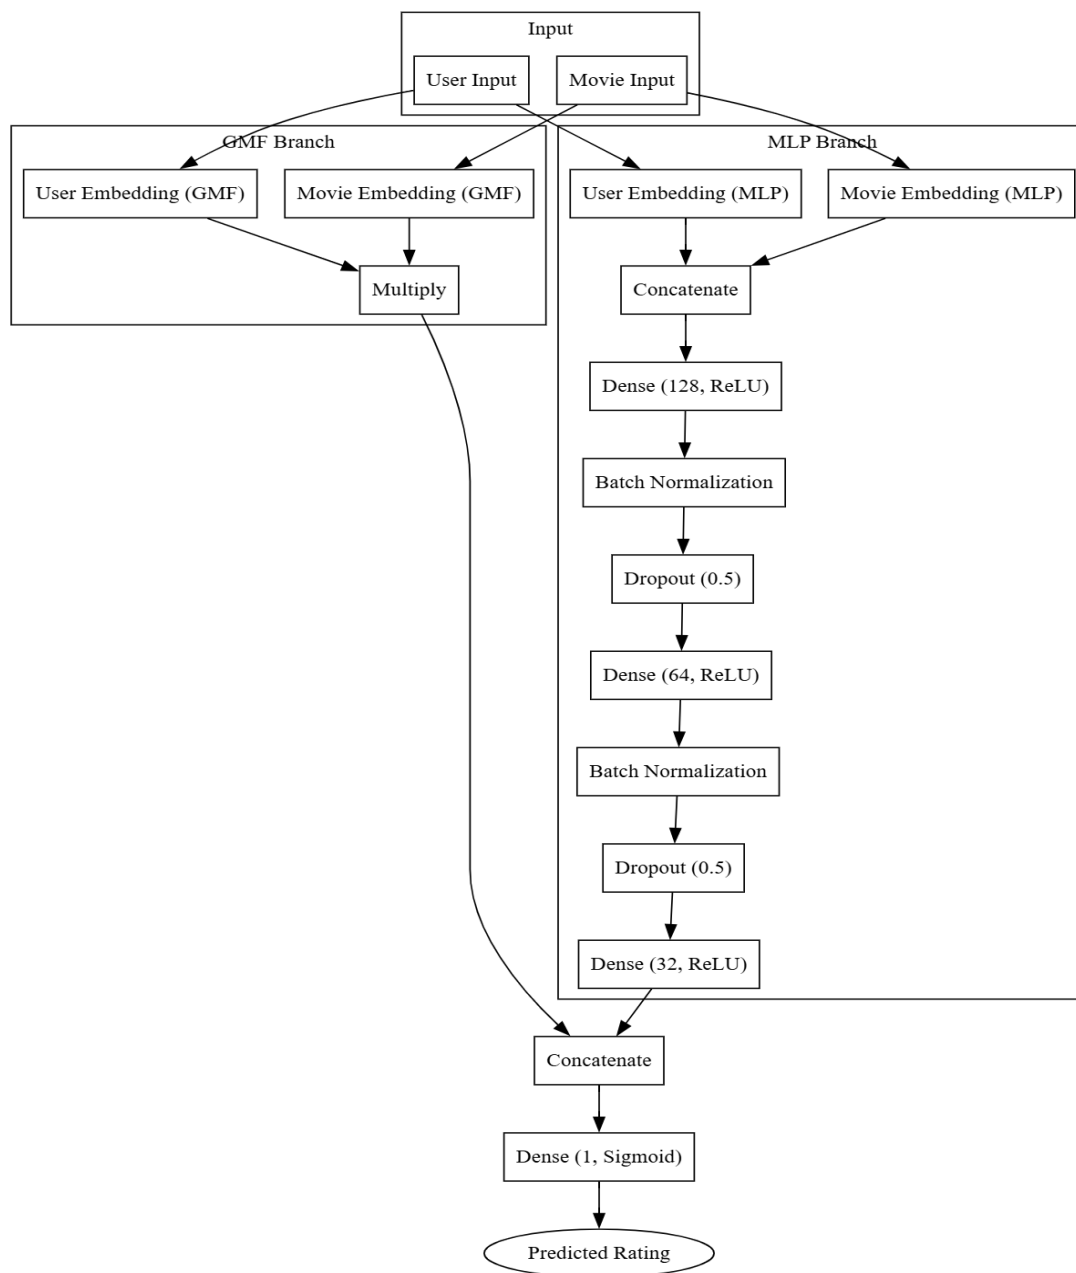 Input
User Input
Movie Input
GMF Branch
MLP Branch
User Embedding (GMF)
Movie Embedding (GMF)
User Embedding (MLP)
Movie Embedding (MLP)
Multiply
Concatenate
Dense (128, ReLU)
Batch Normalization
Dropout (0.5)
Dense (64, ReLU)
Batch Normalization
Dropout (0.5)
Dense (32, ReLU)
Concatenate
Dense (1, Sigmoid)
Predicted Rating